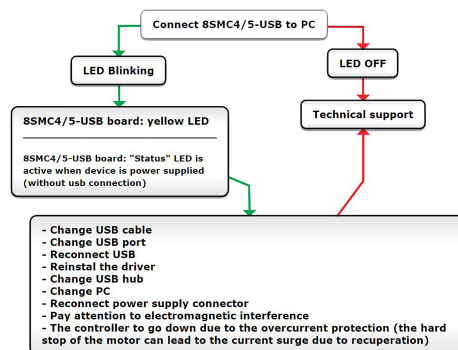 Connect 8SMC4/5-USB to PC
LED Blinking
LED OFF
8SMC4/5-USB board: yellow LED
Technical support
8SMC4/5-USB board: "Status" LED is
active when device is power supplied
(without usb connection)
- Change USB cable
- Change USB port
- Reconnect USB
- Reinstal the driver
- Change USB hub
- Change PC
- Reconnect power supply connector
- Pay attention to electromagnetic interference
- The controller to go down due to the overcurrent protection (the hard
stop of the motor can lead to the current surge due to recuperation)